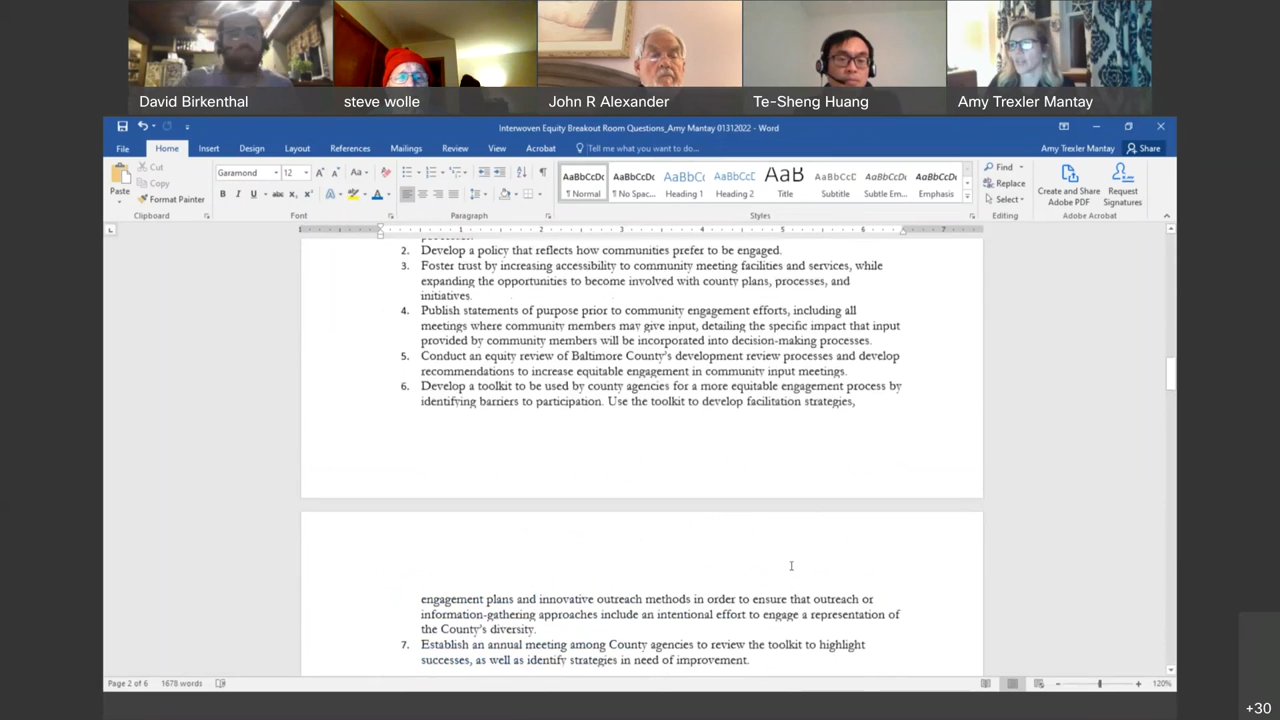 David Birkenthal
steve wolle
John R Alexander
Te-Sheng Huang
Amy Trexler Mantay
Interwoven Equity Breakout Room Questions_Amy Mantay 01312022 - Word
File Home Insert Design Layout References Mailings Review View Acrobat Tell me what you want to do... Amy Trexler Mantay Share
Paste
Cut
Copy
Format Painter
Clipboard
Garamond 12
Font
Paragraph
AaBbCcDc AaBbCcDc AaBbCc AaBbCcC AaB AaBbCcDc AaBbCcDc AaBbCcDc
¶ Normal ¶ No Spac... Heading 1 Heading 2 Title Subtitle Subtle Em... Emphasis
Styles
Find
Replace
Select
Editing
Create and Share Adobe PDF
Request Signatures
Adobe Acrobat
1 2 3 4 5 6 7
2. Develop a policy that reflects how communities prefer to be engaged.
3. Foster trust by increasing accessibility to community meeting facilities and services, while
expanding the opportunities to become involved with county plans, processes, and
initiatives.
4. Publish statements of purpose prior to community engagement efforts, including all
meetings where community members may give input, detailing the specific impact that input
provided by community members will be incorporated into decision-making processes.
5. Conduct an equity review of Baltimore County's development review processes and develop
recommendations to increase equitable engagement in community input meetings.
6. Develop a toolkit to be used by county agencies for a more equitable engagement process by
identifying barriers to participation. Use the toolkit to develop facilitation strategies,
engagement plans and innovative outreach methods in order to ensure that outreach or
information-gathering approaches include an intentional effort to engage a representation of
the County's diversity.
7. Establish an annual meeting among County agencies to review the toolkit to highlight
successes, as well as identify strategies in need of improvement.
Page 2 of 6 1678 words 120%
+30